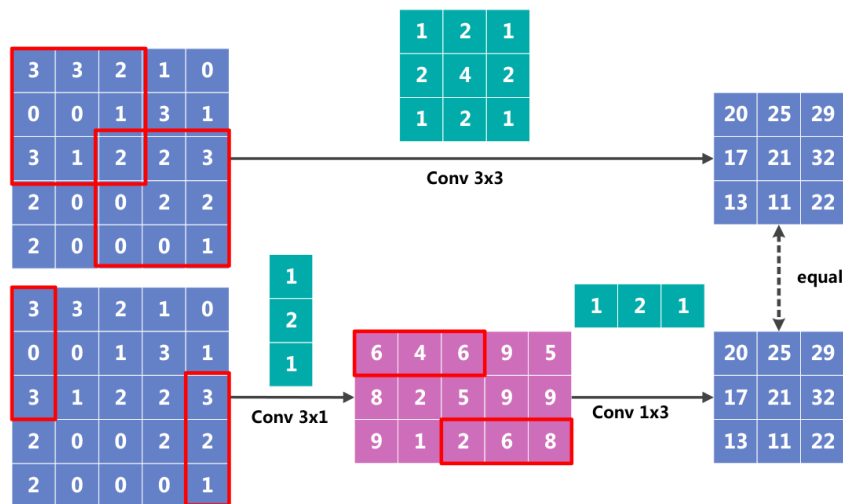 1 2 1
2 4 2
1 2 1
3 3 2 1 0
0 0 1 3 1
3 1 2 2 3
2 0 0 2 2
2 0 0 0 1
Conv 3x3
20 25 29
17 21 32
13 11 22
equal
3 3 2 1 0
0 0 1 3 1
3 1 2 2 3
2 0 0 2 2
2 0 0 0 1
1
2
1
Conv 3x1
6 4 6 9 5
8 2 5 9 9
9 1 2 6 8
1 2 1
Conv 1x3
20 25 29
17 21 32
13 11 22